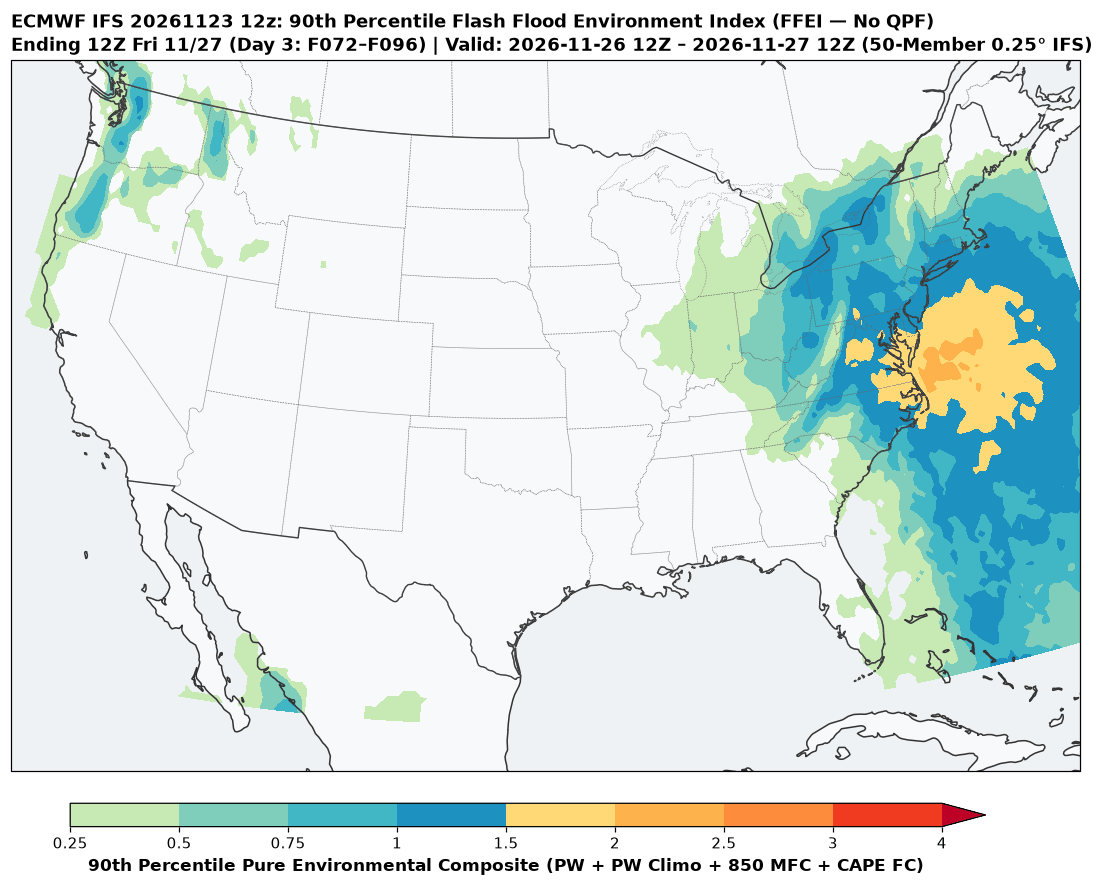 ECMWF IFS 20261123 12z: 90th Percentile Flash Flood Environment Index (FFEI — No QPF)
Ending 12Z Fri 11/27 (Day 3: F072–F096) | Valid: 2026-11-26 12Z – 2026-11-27 12Z (50-Member 0.25° IFS)
0.25 0.5 0.75 1 1.5 2 2.5 3 4
90th Percentile Pure Environmental Composite (PW + PW Climo + 850 MFC + CAPE FC)